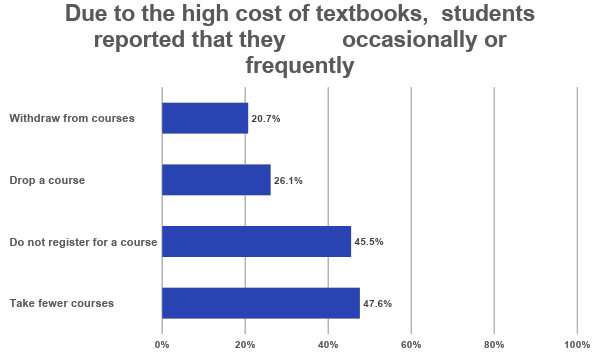 Due to the high cost of textbooks,  students
reported that they         occasionally or
frequently
Withdraw from courses
20.7%
Drop a course
26.1%
Do not register for a course
45.5%
Take fewer courses
47.6%
0%
20%
40%
60%
80%
100%